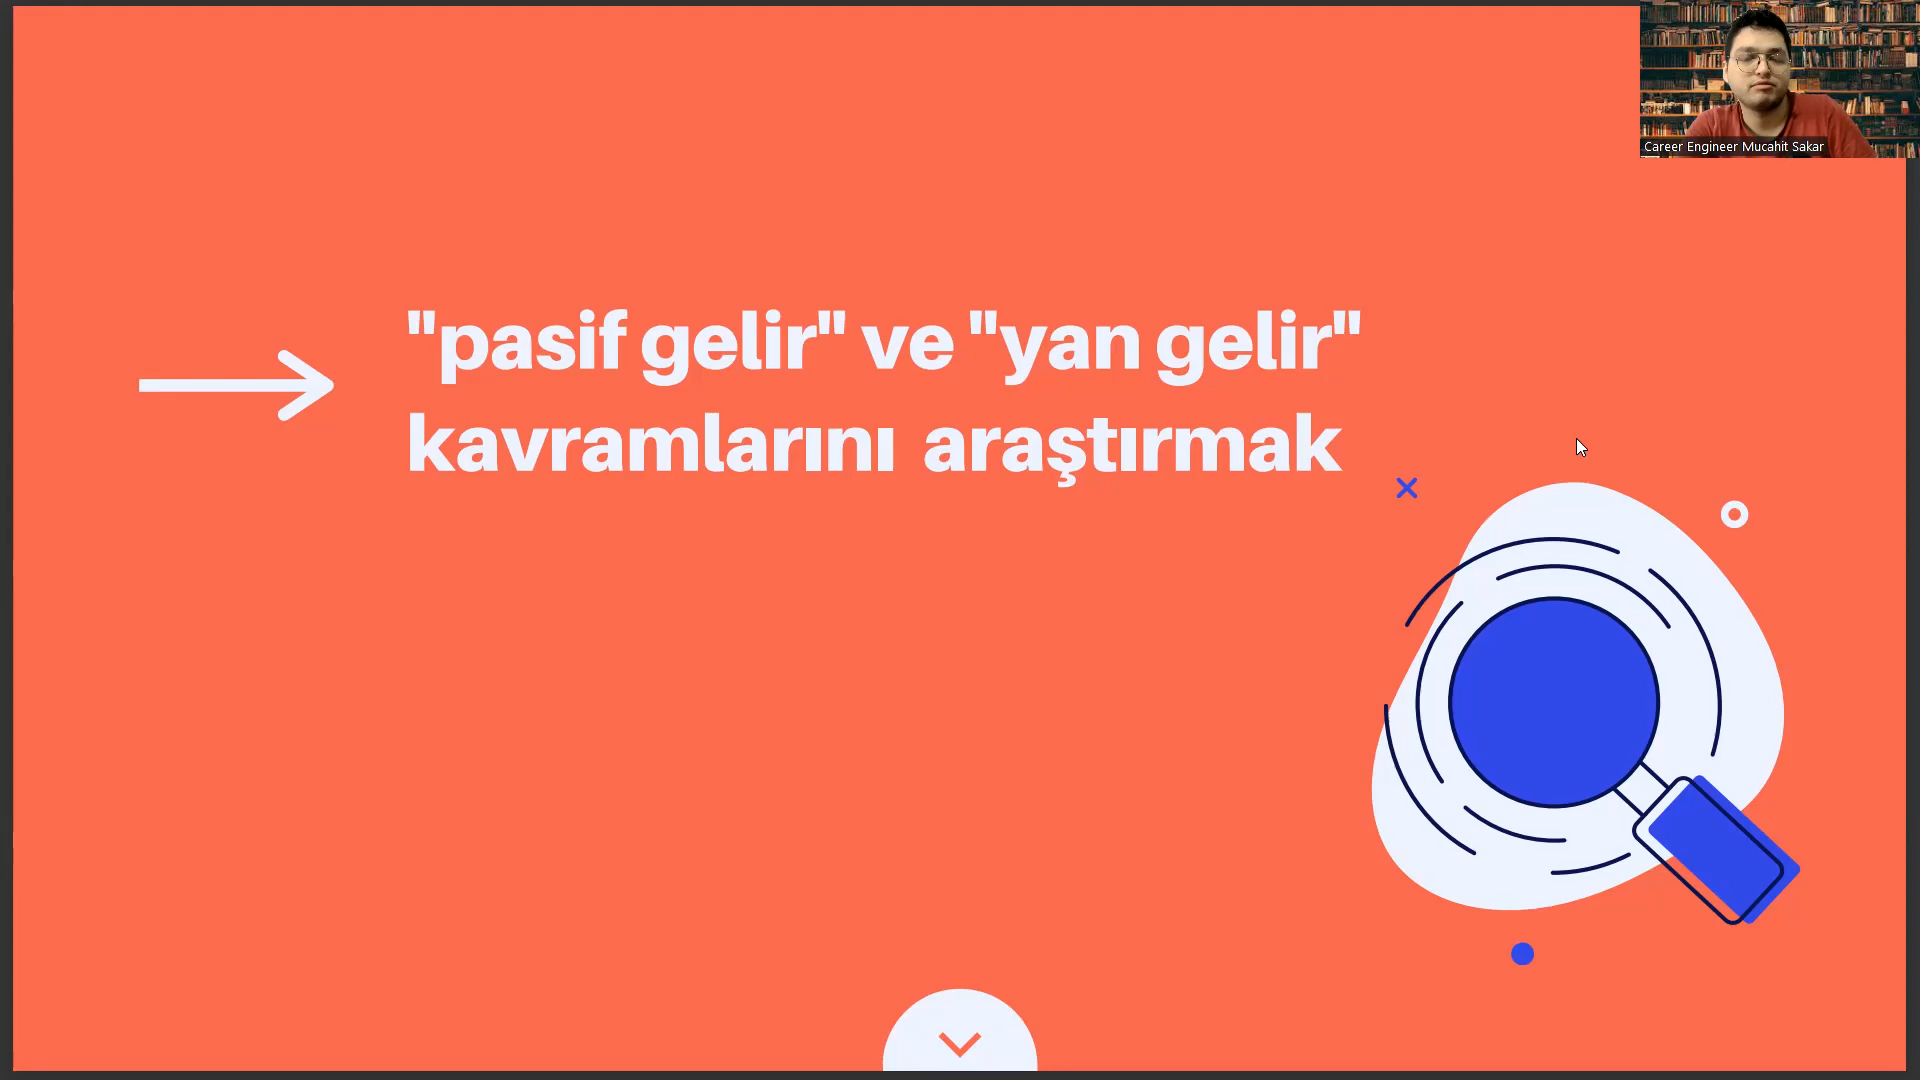 Career Engineer Mucahit Sakar
"pasif gelir" ve "yan gelir"
kavramlarını araştırmak